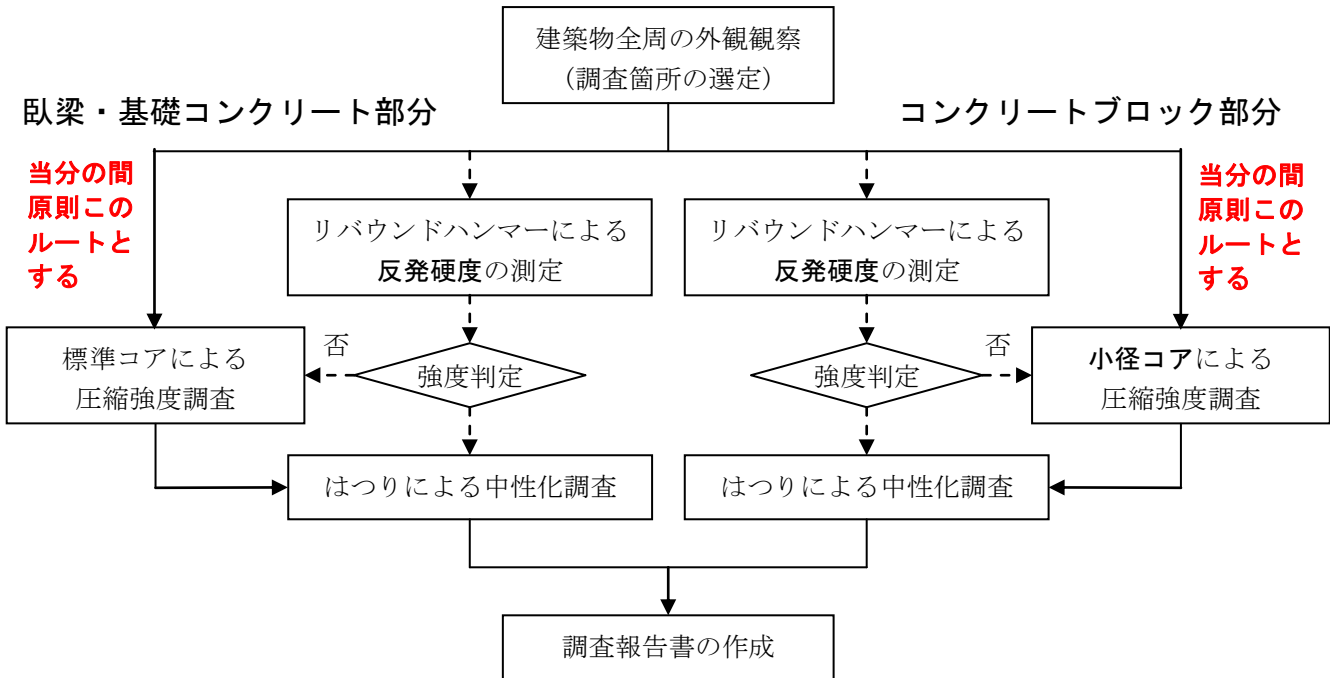 建築物全周の外観観察
（調査箇所の選定）
臥梁・基礎コンクリート部分
コンクリートブロック部分
当分の間
原則この
ルートと
する
当分の間
原則この
ルートと
する
リバウンドハンマーによる
反発硬度の測定
リバウンドハンマーによる
反発硬度の測定
標準コアによる
圧縮強度調査
否
強度判定
強度判定
否
小径コアによる
圧縮強度調査
はつりによる中性化調査
はつりによる中性化調査
調査報告書の作成